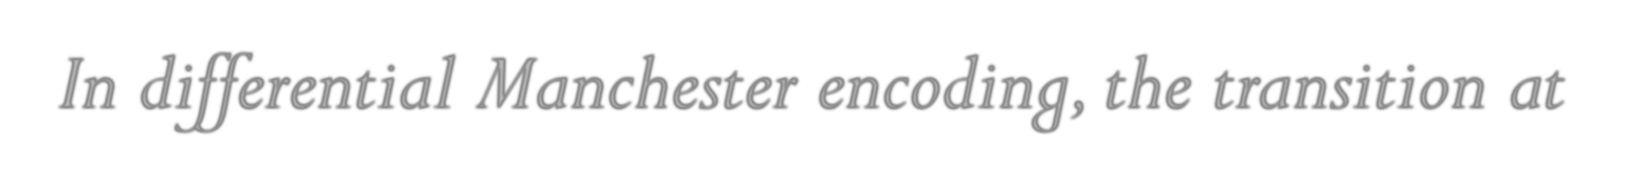 In differential Manchester encoding, the transition at